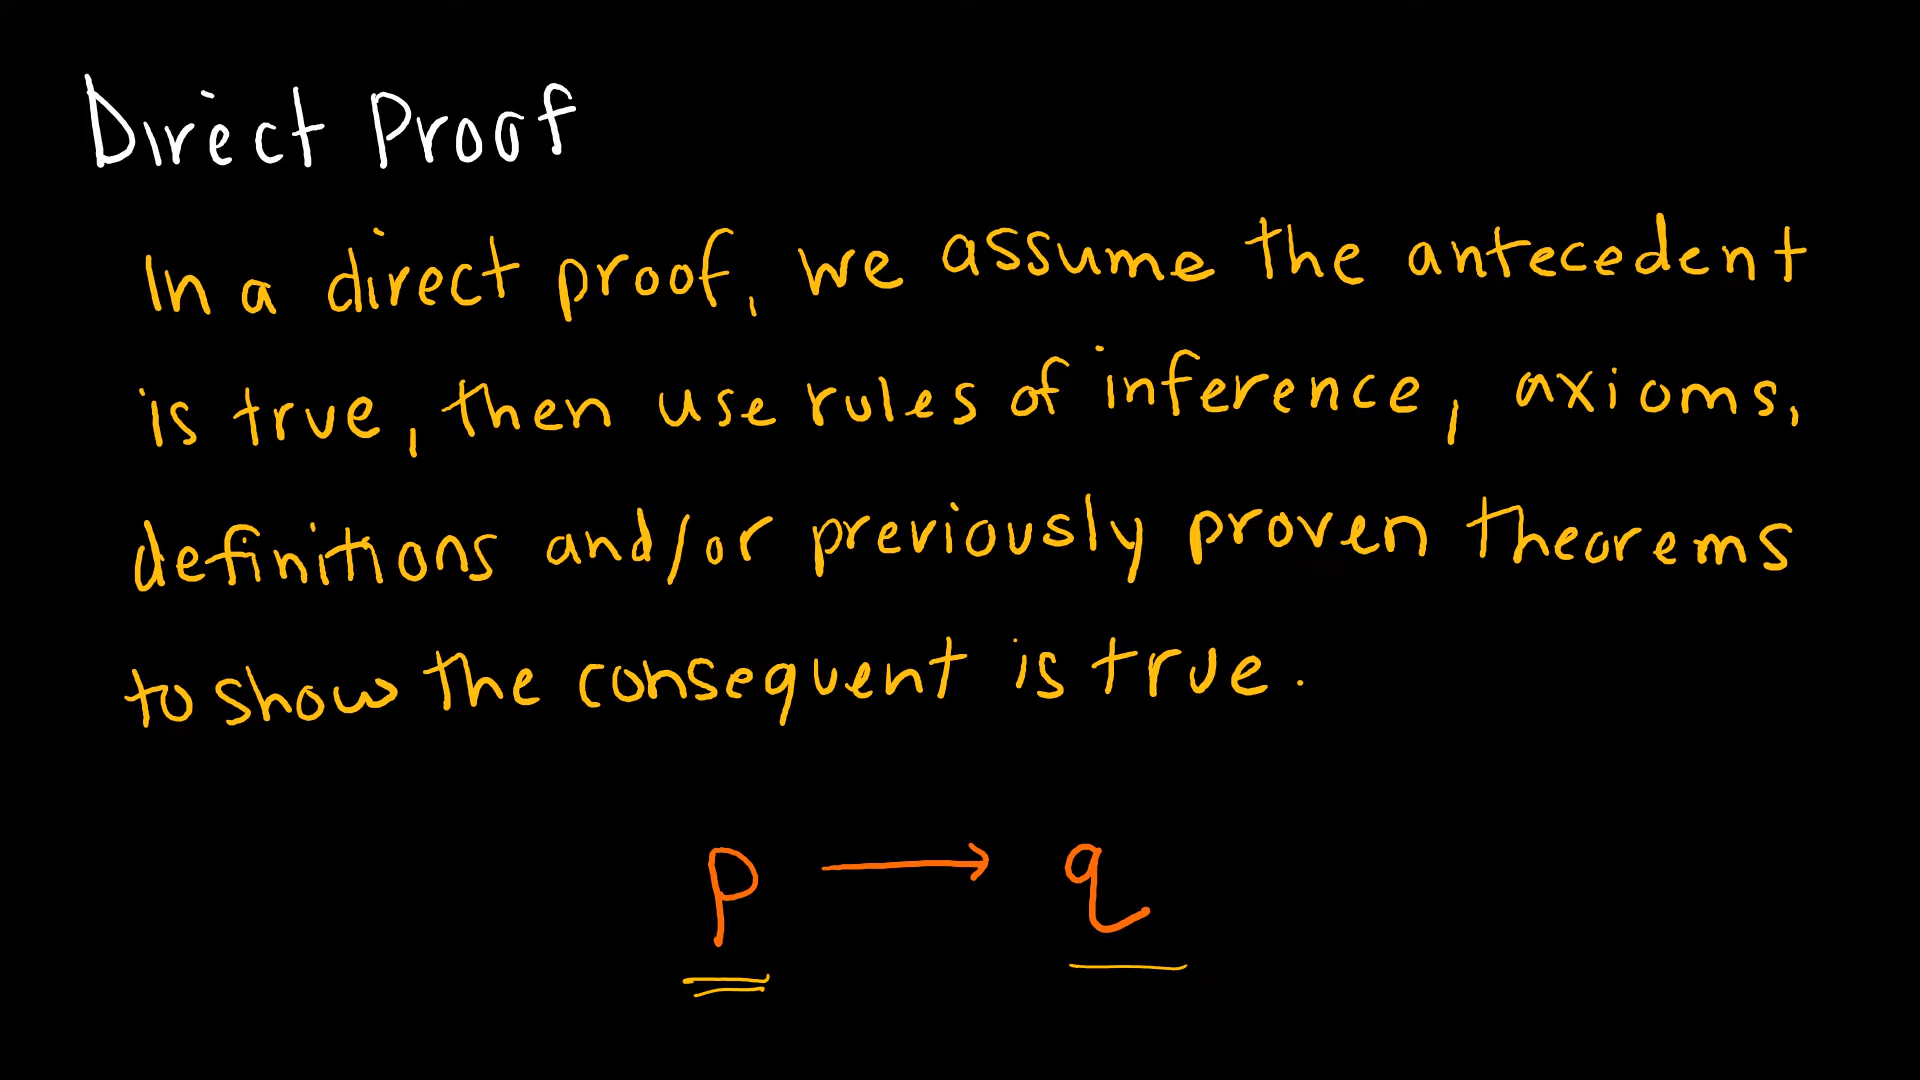 Direct Proof
In a direct proof, we assume the antecedent
is true, then use rules of inference, axioms,
definitions and/or previously proven theorems
to show the consequent is true.
p → q